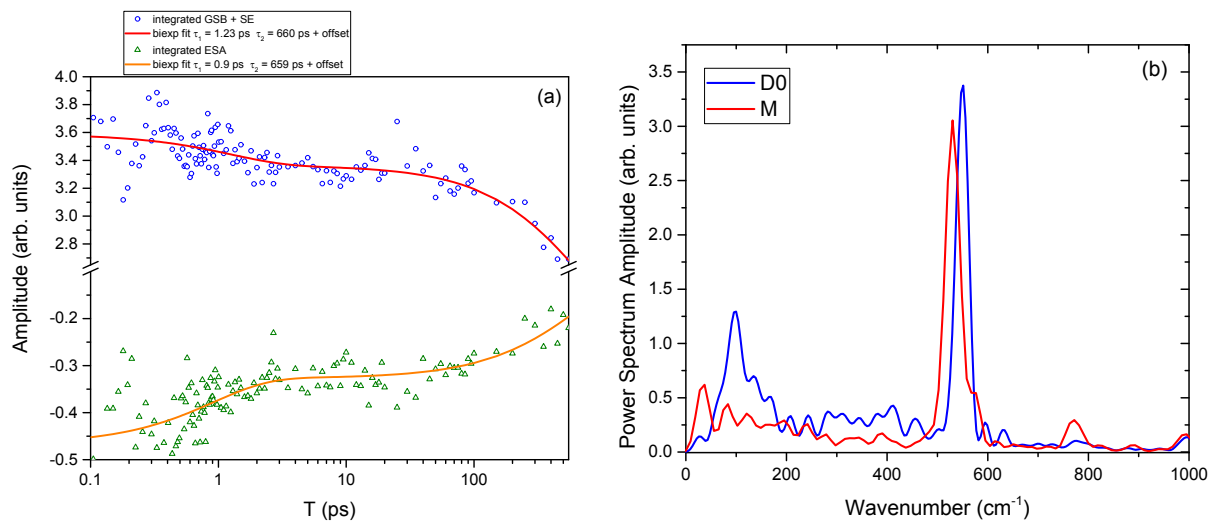 integrated GSB + SE
biexp fit τ₁ = 1.23 ps τ₂ = 660 ps + offset
integrated ESA
biexp fit τ₁ = 0.9 ps τ₂ = 659 ps + offset
(a)
4.0
3.8
3.6
3.4
3.2
3.0
2.8
-0.2
-0.3
-0.4
-0.5
Amplitude (arb. units)
0.1 1 10 100
T (ps)
(b)
D0
M
3.5
3.0
2.5
2.0
1.5
1.0
0.5
0.0
Power Spectrum Amplitude (arb. units)
0 200 400 600 800 1000
Wavenumber (cm⁻¹)